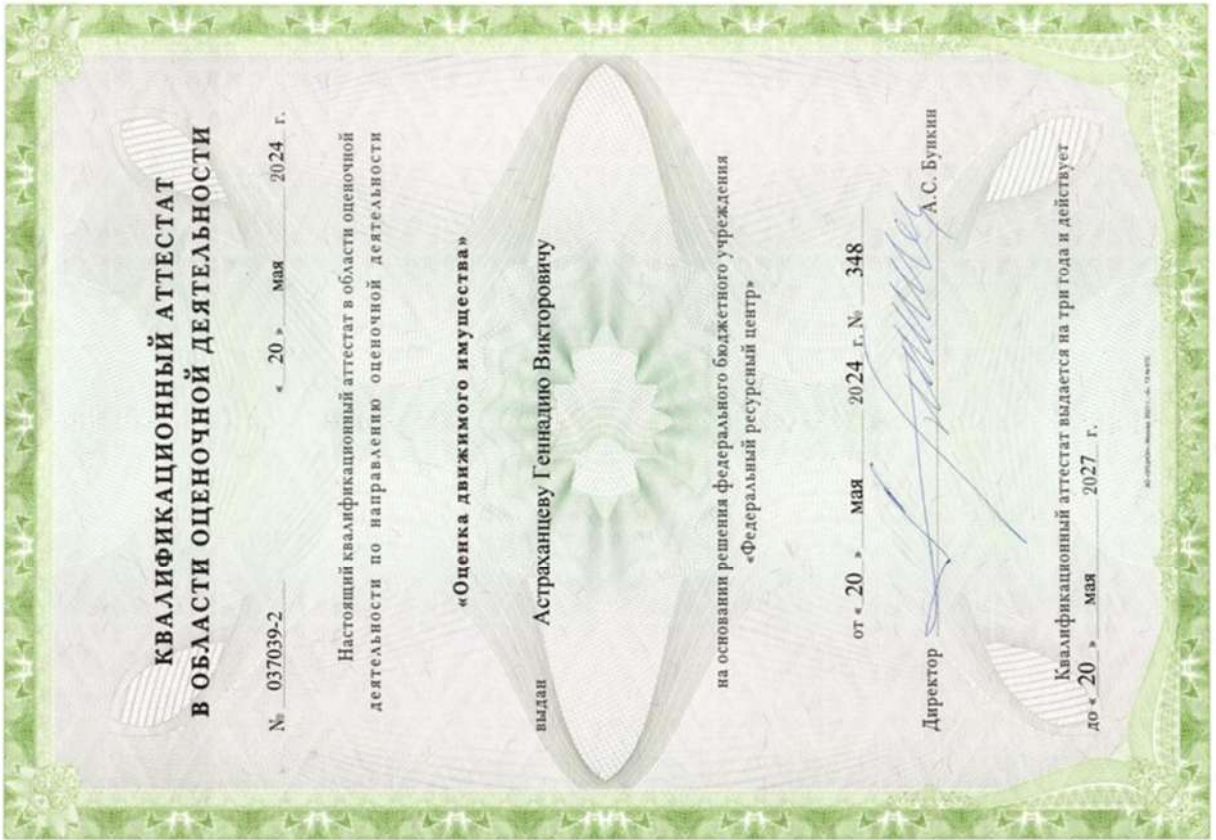 КВАЛИФИКАЦИОННЫЙ АТТЕСТАТ
В ОБЛАСТИ ОЦЕНОЧНОЙ ДЕЯТЕЛЬНОСТИ
№ 037039-2 « 20 » мая 2024 г.
Настоящий квалификационный аттестат в области оценочной
деятельности по направлению оценочной деятельности
«Оценка движимого имущества»
выдан Астраханцеву Геннадию Викторовичу
на основании решения федерального бюджетного учреждения
«Федеральный ресурсный центр»
от « 20 » мая 2024 г. № 348
Директор А.С. Бункин
Квалификационный аттестат выдается на три года и действует
до « 20 » мая 2027 г.